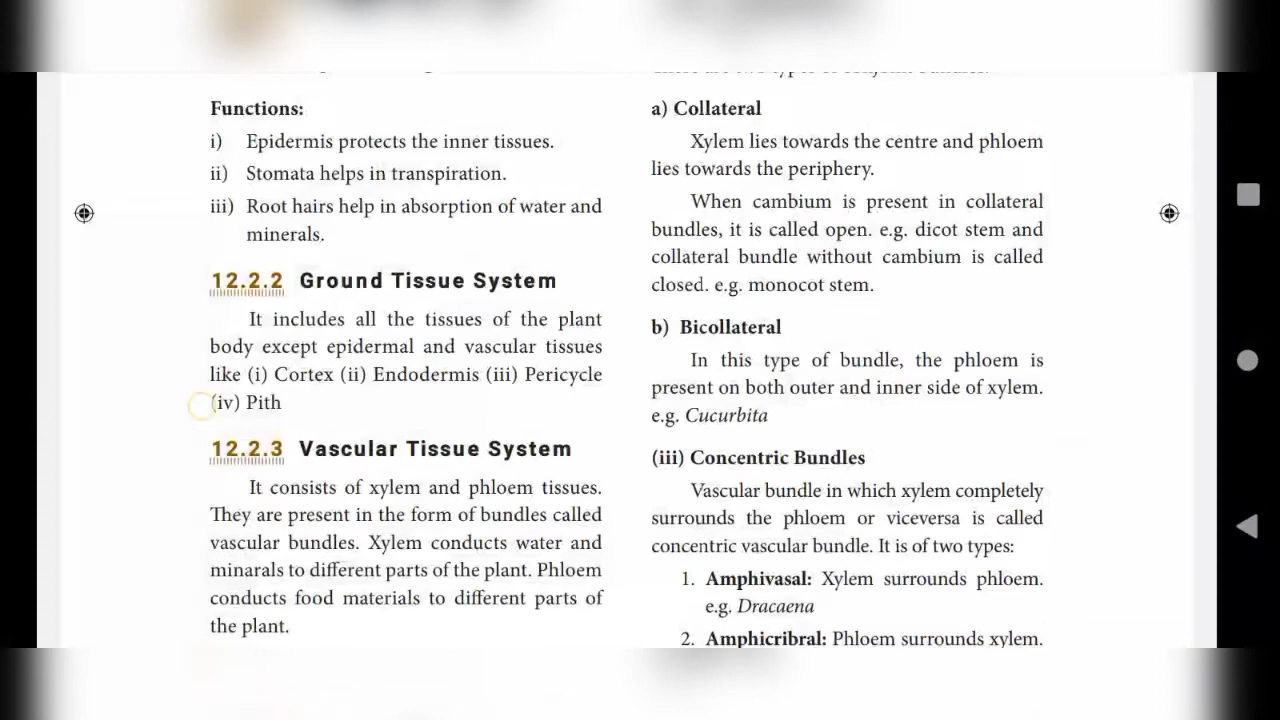 Functions:
i) Epidermis protects the inner tissues.
ii) Stomata helps in transpiration.
iii) Root hairs help in absorption of water and
minerals.
12.2.2 Ground Tissue System
It includes all the tissues of the plant
body except epidermal and vascular tissues
like (i) Cortex (ii) Endodermis (iii) Pericycle
(iv) Pith
12.2.3 Vascular Tissue System
It consists of xylem and phloem tissues.
They are present in the form of bundles called
vascular bundles. Xylem conducts water and
minarals to different parts of the plant. Phloem
conducts food materials to different parts of
the plant.
a) Collateral
Xylem lies towards the centre and phloem
lies towards the periphery.
When cambium is present in collateral
bundles, it is called open. e.g. dicot stem and
collateral bundle without cambium is called
closed. e.g. monocot stem.
b) Bicollateral
In this type of bundle, the phloem is
present on both outer and inner side of xylem.
e.g. Cucurbita
(iii) Concentric Bundles
Vascular bundle in which xylem completely
surrounds the phloem or viceversa is called
concentric vascular bundle. It is of two types:
1. Amphivasal: Xylem surrounds phloem.
e.g. Dracaena
2. Amphicribral: Phloem surrounds xylem.